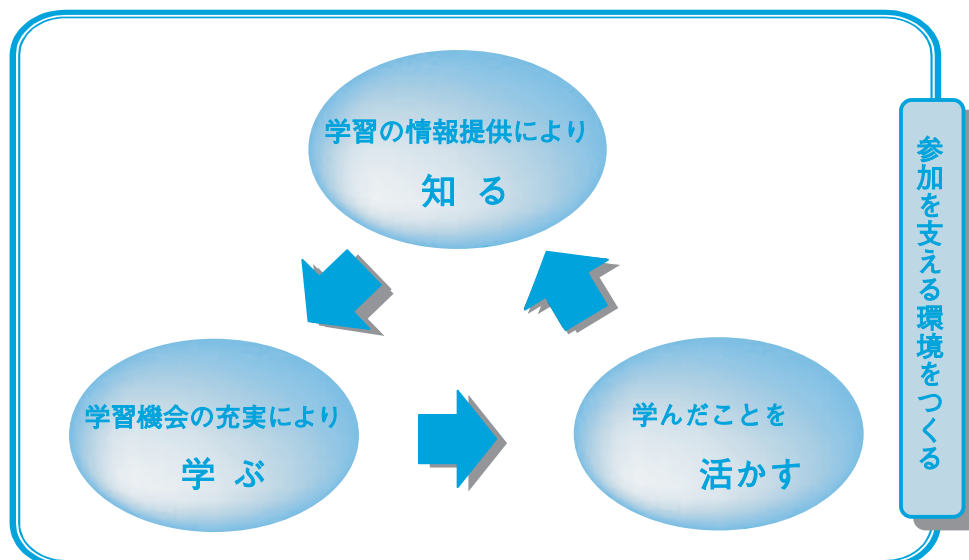 学習の情報提供により
知る
学習機会の充実により
学ぶ
学んだことを
活かす
参加を支える環境をつくる